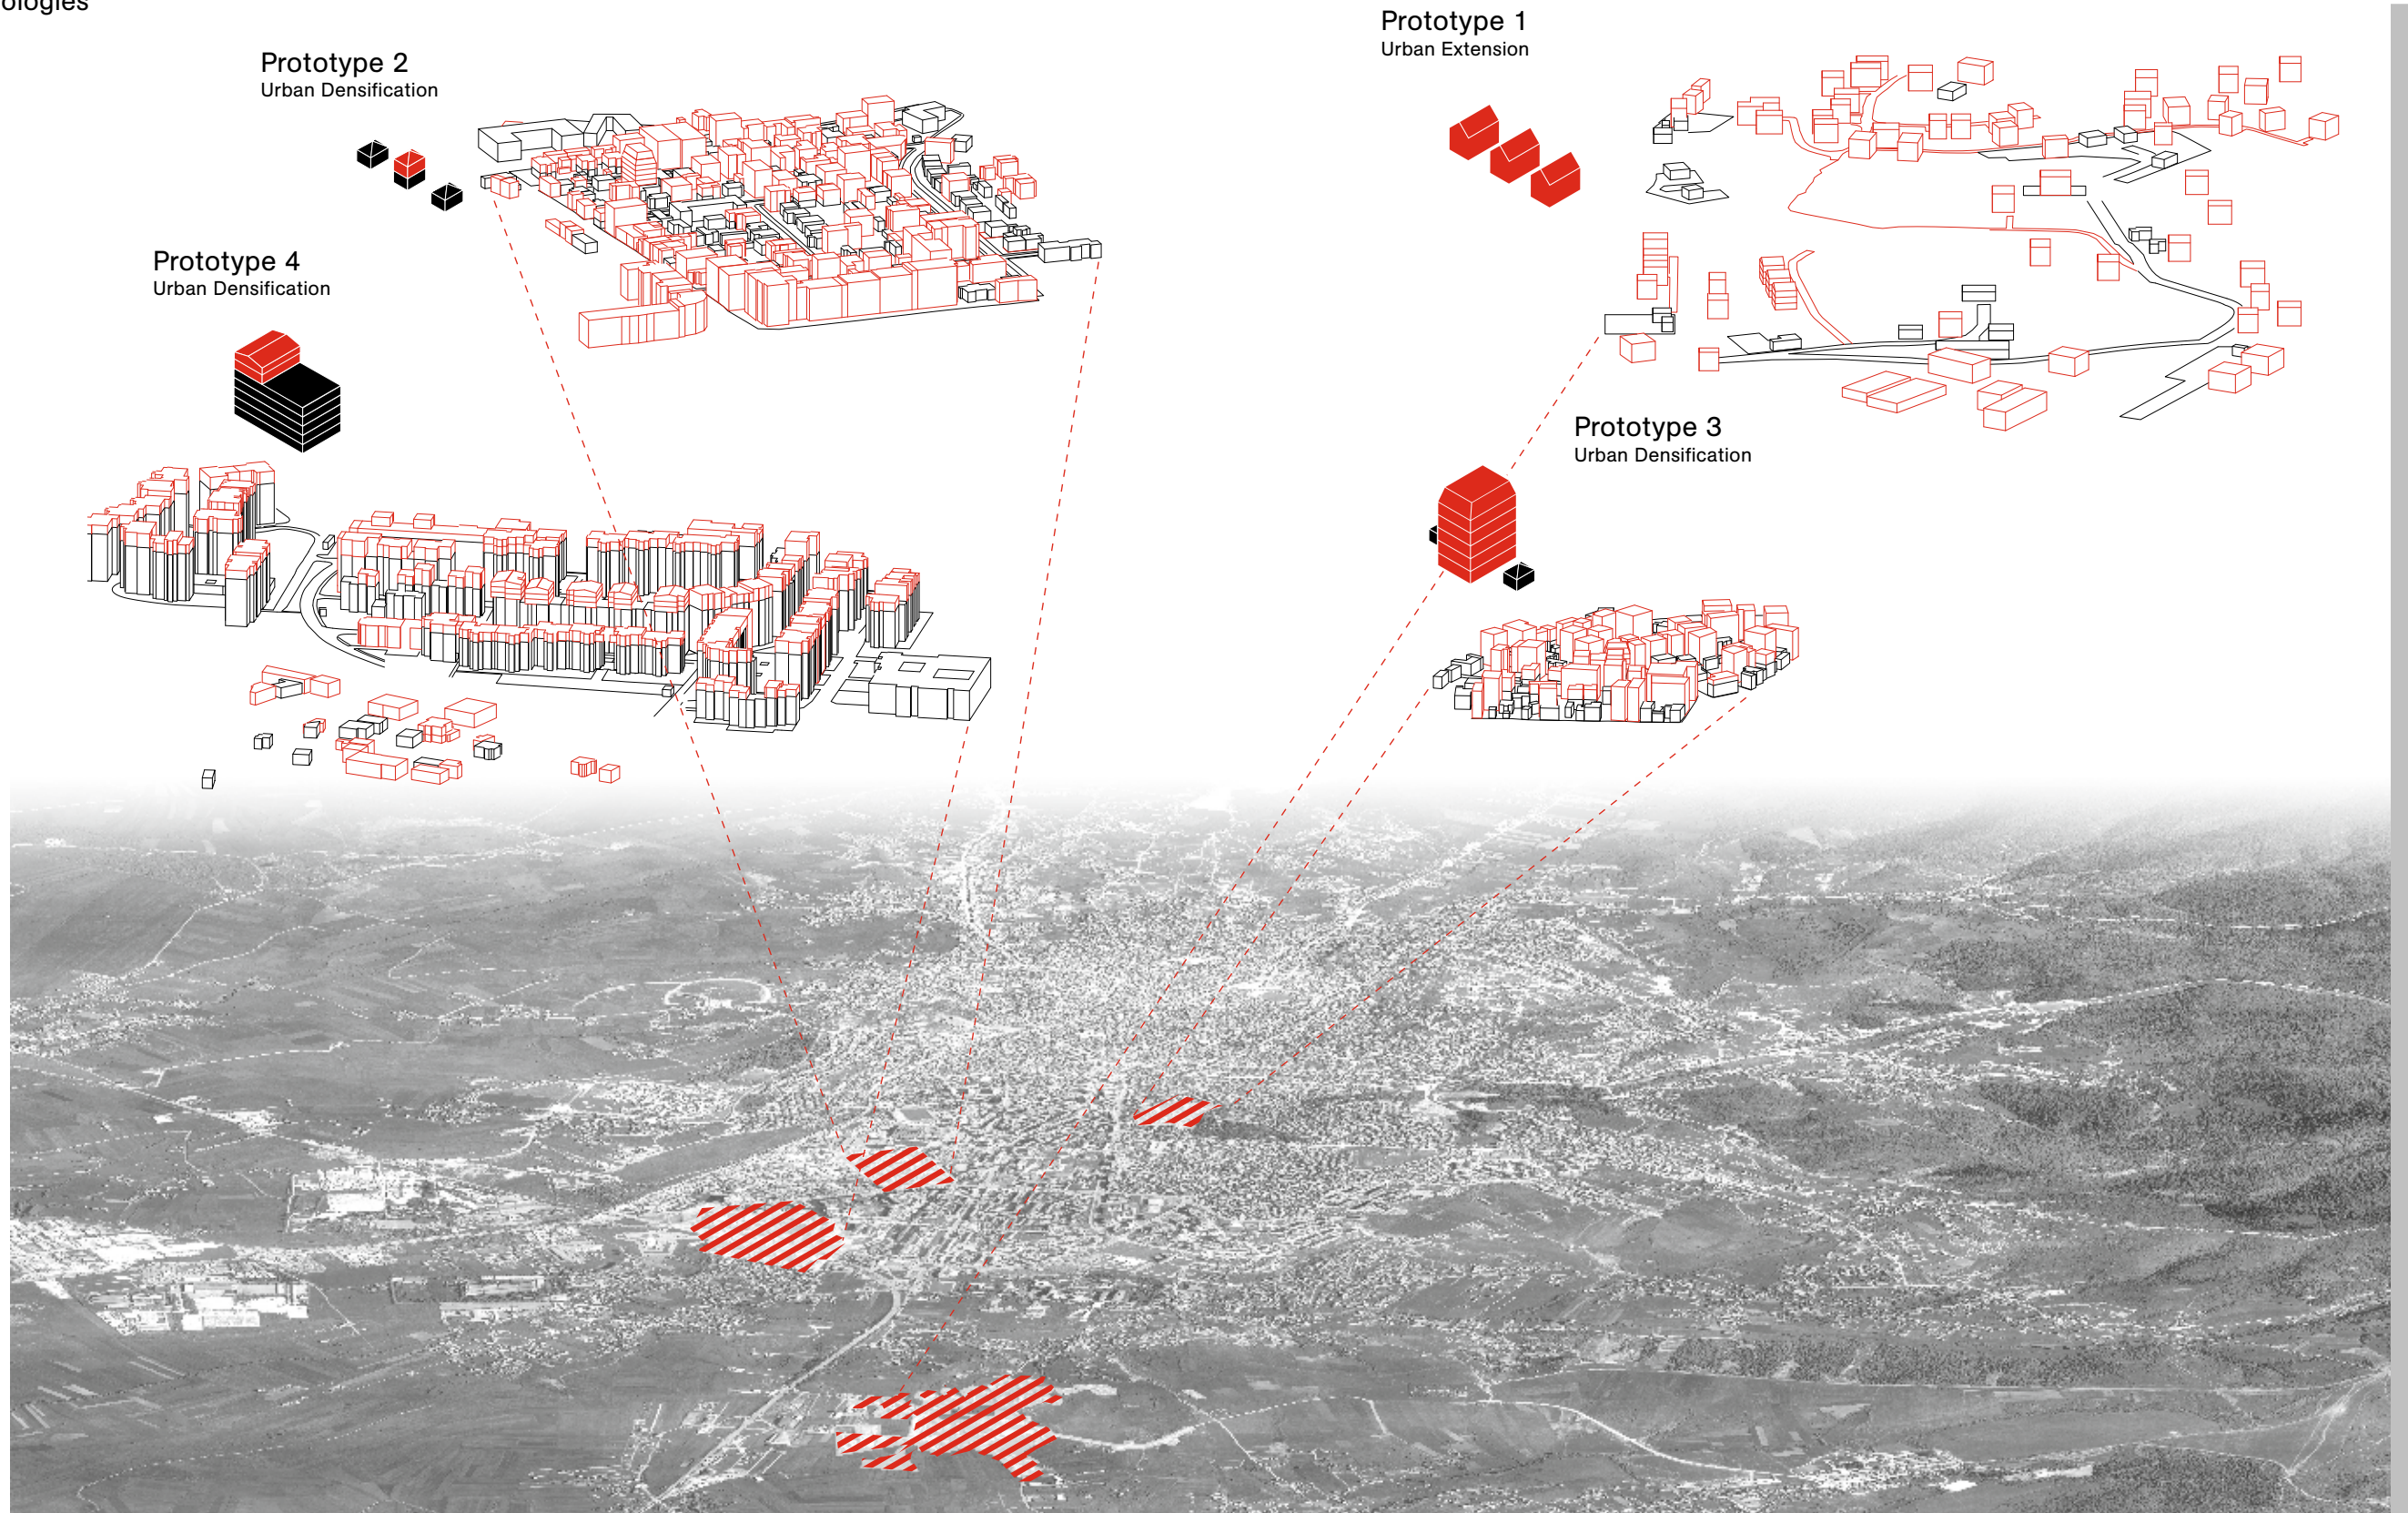 ologies
Prototype 2
Urban Densification
Prototype 1
Urban Extension
Prototype 4
Urban Densification
Prototype 3
Urban Densification